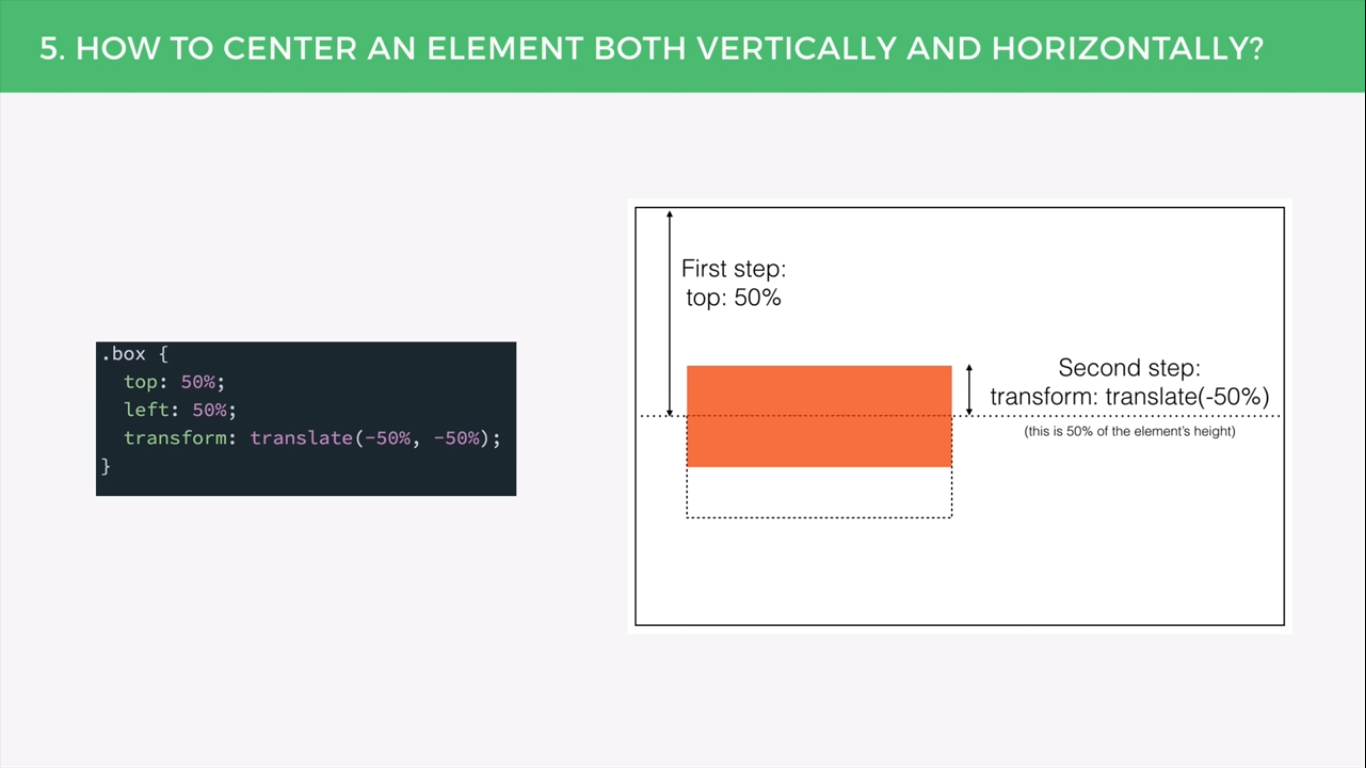 5. HOW TO CENTER AN ELEMENT BOTH VERTICALLY AND HORIZONTALLY?
.box {
top: 50%;
left: 50%;
transform: translate(-50%, -50%);
}
First step:
top: 50%
Second step:
transform: translate(-50%)
(this is 50% of the element's height)